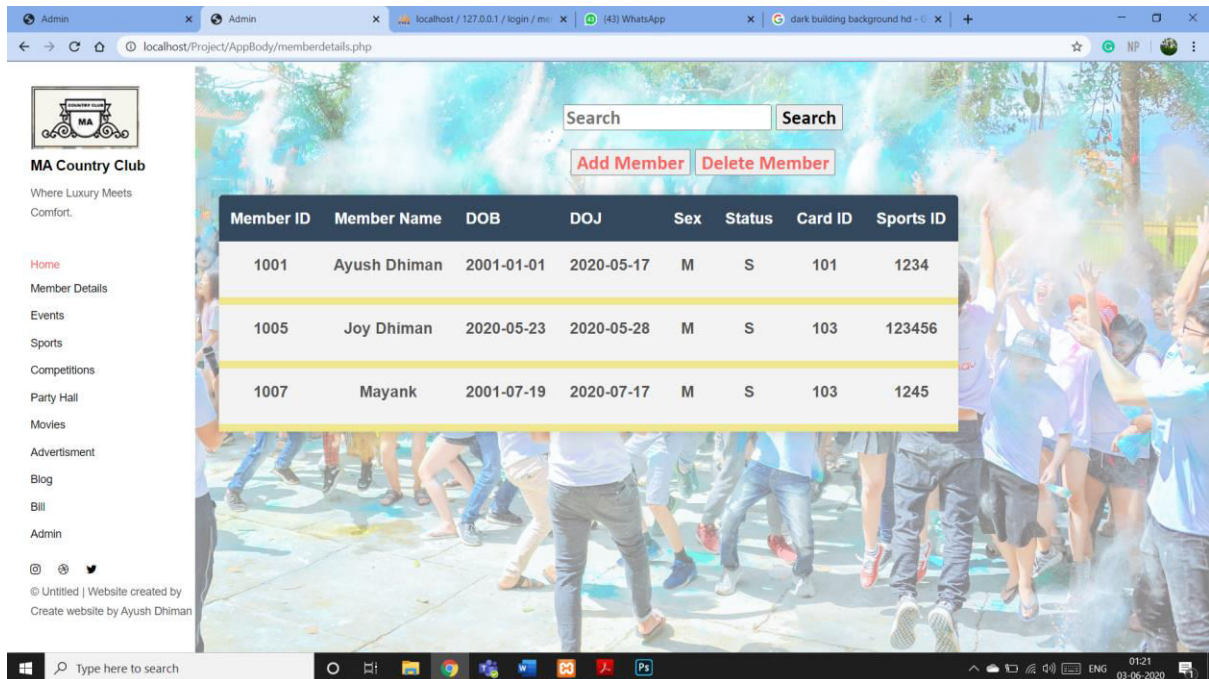 Admin
Admin
localhost / 127.0.0.1 / login / me
(43) WhatsApp
dark building background hd - G
localhost/Project/AppBody/memberdetails.php
NP
COUNTRY CLUB
MA
MA Country Club
Where Luxury Meets
Comfort.
Home
Member Details
Events
Sports
Competitions
Party Hall
Movies
Advertisment
Blog
Bill
Admin
© Untitled | Website created by
Create website by Ayush Dhiman
Search Search
Add Member Delete Member
Member ID Member Name DOB DOJ Sex Status Card ID Sports ID
1001 Ayush Dhiman 2001-01-01 2020-05-17 M S 101 1234
1005 Joy Dhiman 2020-05-23 2020-05-28 M S 103 123456
1007 Mayank 2001-07-19 2020-07-17 M S 103 1245
Type here to search
Ps
ENG
01:21
03-06-2020